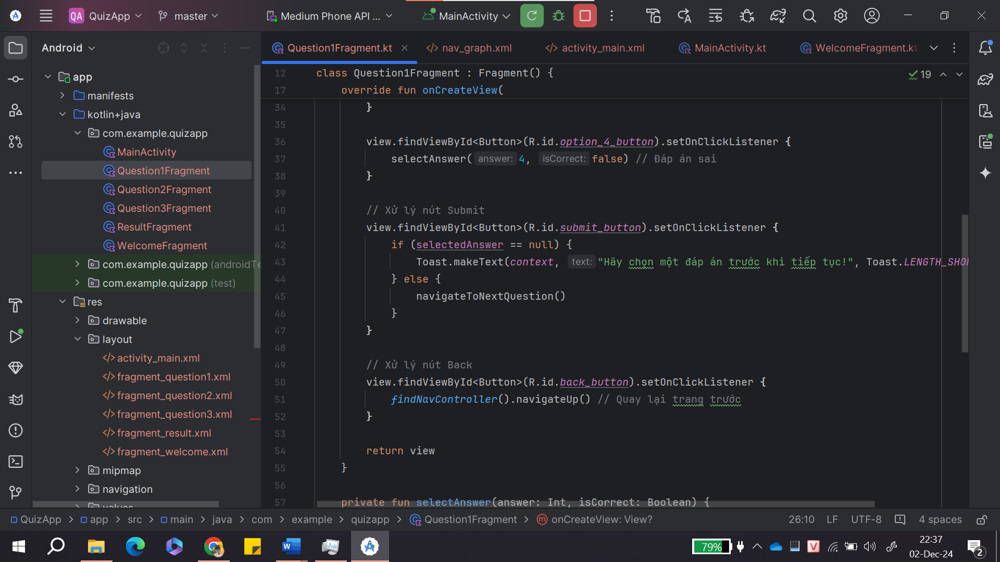 QA QuizApp master Medium Phone API ... MainActivity
Android
Question1Fragment.kt nav_graph.xml activity_main.xml MainActivity.kt WelcomeFragment.kt
app
manifests
kotlin+java
com.example.quizapp
MainActivity
Question1Fragment
Question2Fragment
Question3Fragment
ResultFragment
WelcomeFragment
com.example.quizapp (androidTe
com.example.quizapp (test)
res
drawable
layout
activity_main.xml
fragment_question1.xml
fragment_question2.xml
fragment_question3.xml
fragment_result.xml
fragment_welcome.xml
mipmap
navigation
values
19
12 class Question1Fragment : Fragment() {
17 override fun onCreateView(
34 }
35
36 view.findViewById<Button>(R.id.option_4_button).setOnClickListener {
37 selectAnswer( answer: 4, isCorrect: false) // Đáp án sai
38 }
39
40 // Xử lý nút Submit
41 view.findViewById<Button>(R.id.submit_button).setOnClickListener {
42 if (selectedAnswer == null) {
43 Toast.makeText(context, text: "Hãy chọn một đáp án trước khi tiếp tục!", Toast.LENGTH_SHOR
44 } else {
45 navigateToNextQuestion()
46 }
47 }
48
49 // Xử lý nút Back
50 view.findViewById<Button>(R.id.back_button).setOnClickListener {
51 findNavController().navigateUp() // Quay lại trang trước
52 }
53
54 return view
55 }
56
57 private fun selectAnswer(answer: Int, isCorrect: Boolean) {
QuizApp > app > src > main > java > com > example > quizapp > Question1Fragment > onCreateView: View? 26:10 LF UTF-8 4 spaces
79% 22:37
02-Dec-24 2